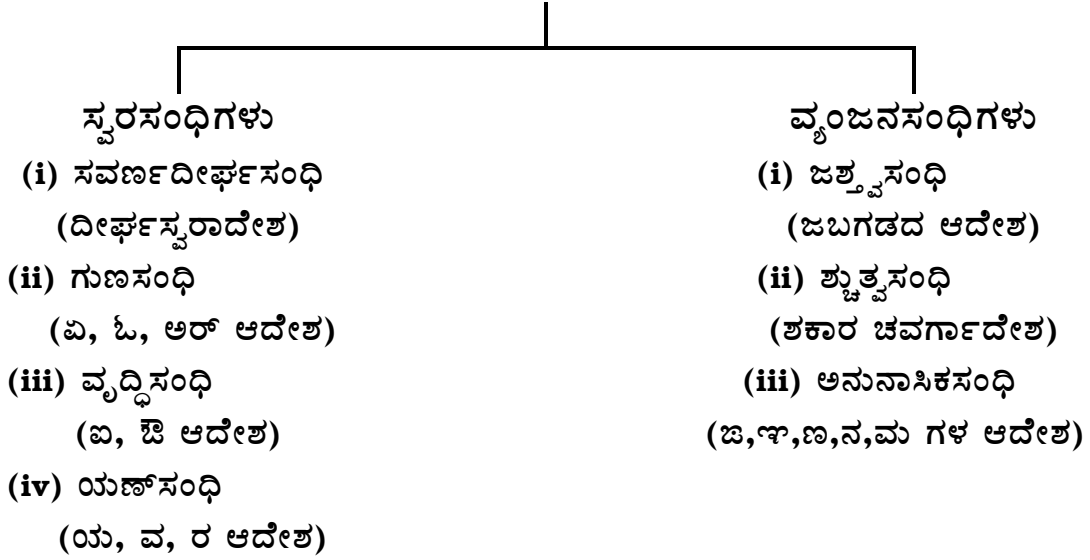 ಸ್ವರಸಂಧಿಗಳು
(i) ಸವರ್ಣದೀರ್ಘಸಂಧಿ
(ದೀರ್ಘಸ್ವರಾದೇಶ)
(ii) ಗುಣಸಂಧಿ
(ಏ, ಓ, ಅರ್ ಆದೇಶ)
(iii) ವೃದ್ಧಿಸಂಧಿ
(ಐ, ಔ ಆದೇಶ)
(iv) ಯಣ್‌ಸಂಧಿ
(ಯ, ವ, ರ ಆದೇಶ)
ವ್ಯಂಜನಸಂಧಿಗಳು
(i) ಜಶ್ತ್ವಸಂಧಿ
(ಜಬಗಡದ ಆದೇಶ)
(ii) ಶ್ಚುತ್ವಸಂಧಿ
(ಶಕಾರ ಚವರ್ಗಾದೇಶ)
(iii) ಅನುನಾಸಿಕಸಂಧಿ
(ಙ,ಞ,ಣ,ನ,ಮ ಗಳ ಆದೇಶ)